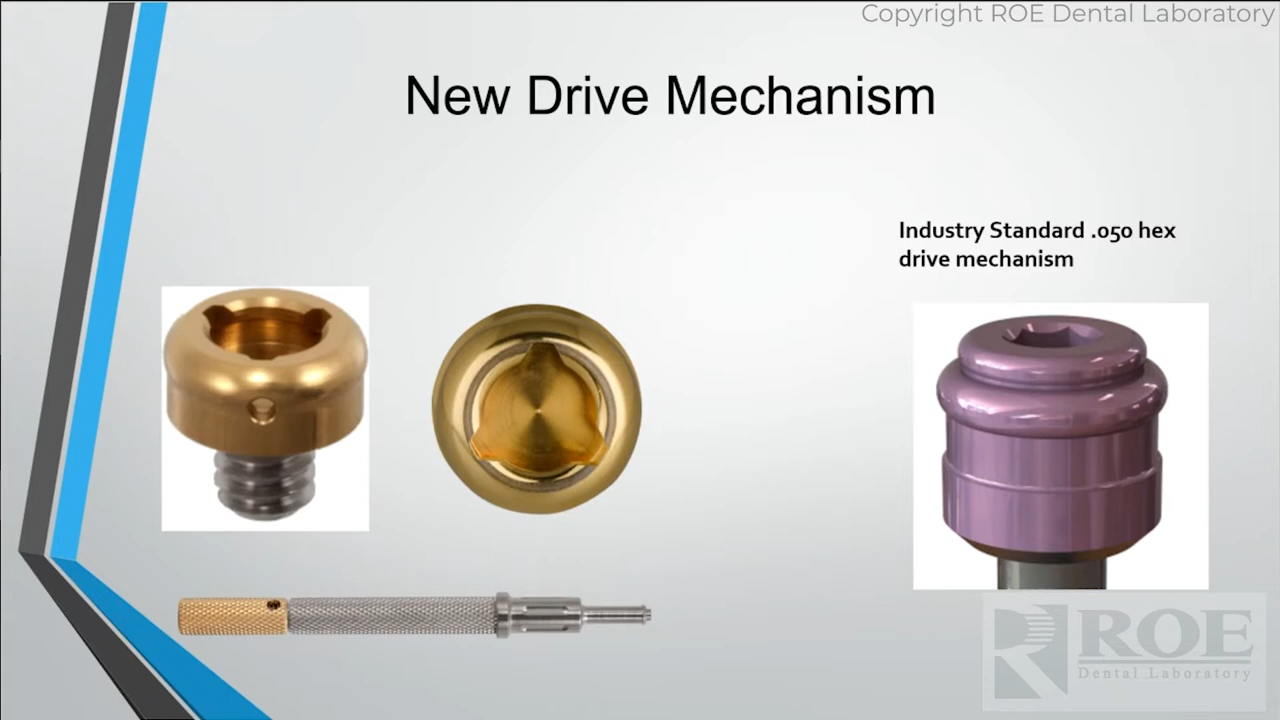 Copyright ROE Dental Laboratory
New Drive Mechanism
Industry Standard .050 hex
drive mechanism
ROE
Dental Laboratory